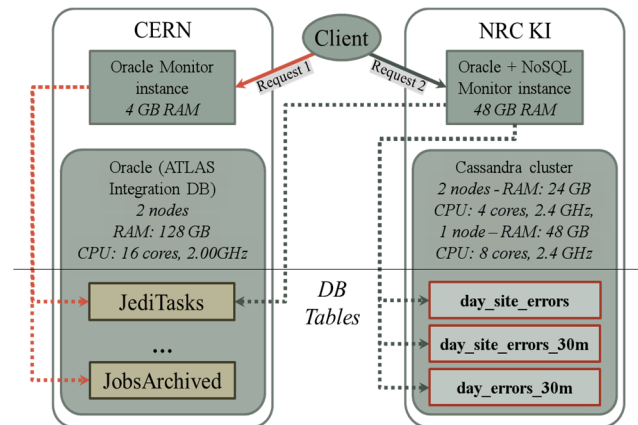 CERN
Client
NRC KI
Oracle Monitor
instance
4 GB RAM
Request 1
Request 2
Oracle + NoSQL
Monitor instance
48 GB RAM
Oracle (ATLAS
Integration DB)
2 nodes
RAM: 128 GB
CPU: 16 cores, 2.00GHz
Cassandra cluster
2 nodes - RAM: 24 GB
CPU: 4 cores, 2.4 GHz,
1 node – RAM: 48 GB
CPU: 8 cores, 2.4 GHz
DB
Tables
JediTasks
...
JobsArchived
day_site_errors
day_site_errors_30m
day_errors_30m